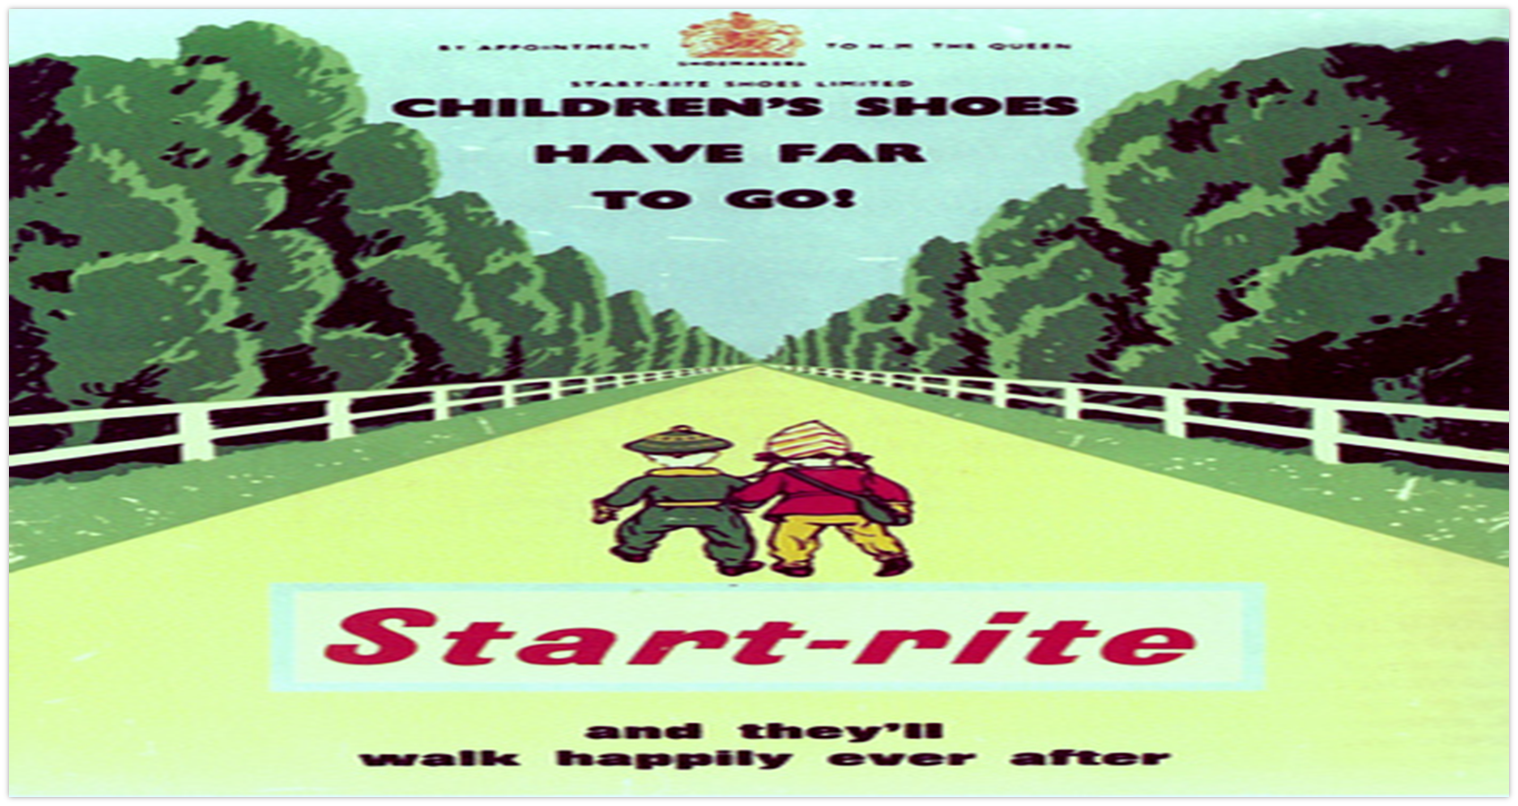 BY APPOINTMENT TO H.M THE QUEEN
SHOEMAKERS
START-RITE SHOES LIMITED
CHILDREN'S SHOES
HAVE FAR
TO GO!
Start-rite
and they'll
walk happily ever after